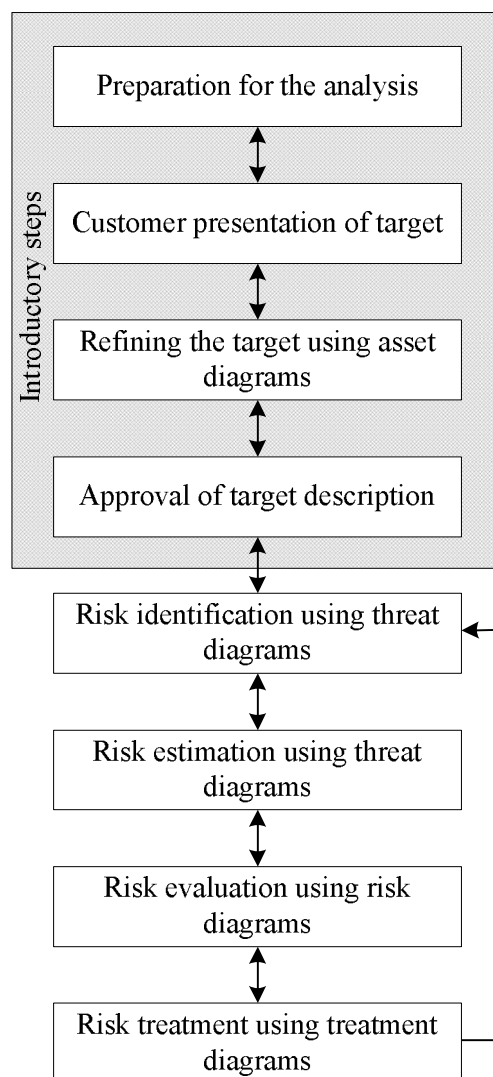 Introductory steps
Preparation for the analysis
Customer presentation of target
Refining the target using asset
diagrams
Approval of target description
Risk identification using threat
diagrams
Risk estimation using threat
diagrams
Risk evaluation using risk
diagrams
Risk treatment using treatment
diagrams